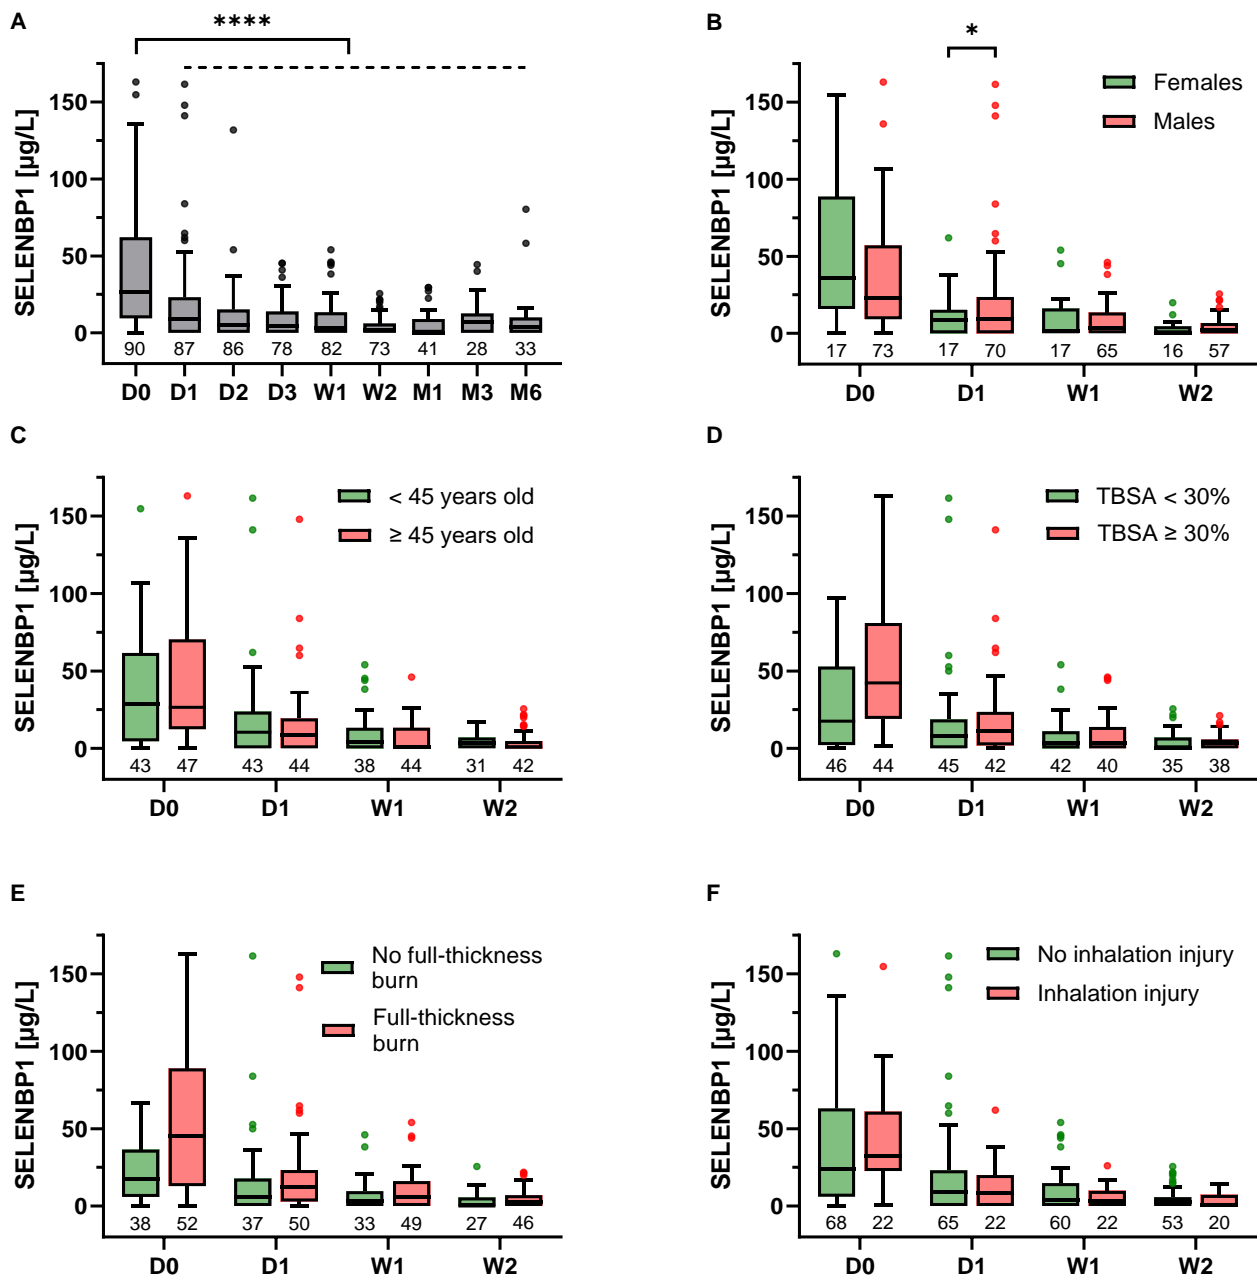 A
****
SELENBP1 [µg/L]
150
100
50
0
90 87 86 78 82 73 41 28 33
D0 D1 D2 D3 W1 W2 M1 M3 M6
B
*
Females
Males
SELENBP1 [µg/L]
150
100
50
0
17 73 17 70 17 65 16 57
D0 D1 W1 W2
C
< 45 years old
≥ 45 years old
SELENBP1 [µg/L]
150
100
50
0
43 47 43 44 38 44 31 42
D0 D1 W1 W2
D
TBSA < 30%
TBSA ≥ 30%
SELENBP1 [µg/L]
150
100
50
0
46 44 45 42 42 40 35 38
D0 D1 W1 W2
E
No full-thickness
burn
Full-thickness
burn
SELENBP1 [µg/L]
150
100
50
0
38 52 37 50 33 49 27 46
D0 D1 W1 W2
F
No inhalation injury
Inhalation injury
SELENBP1 [µg/L]
150
100
50
0
68 22 65 22 60 22 53 20
D0 D1 W1 W2